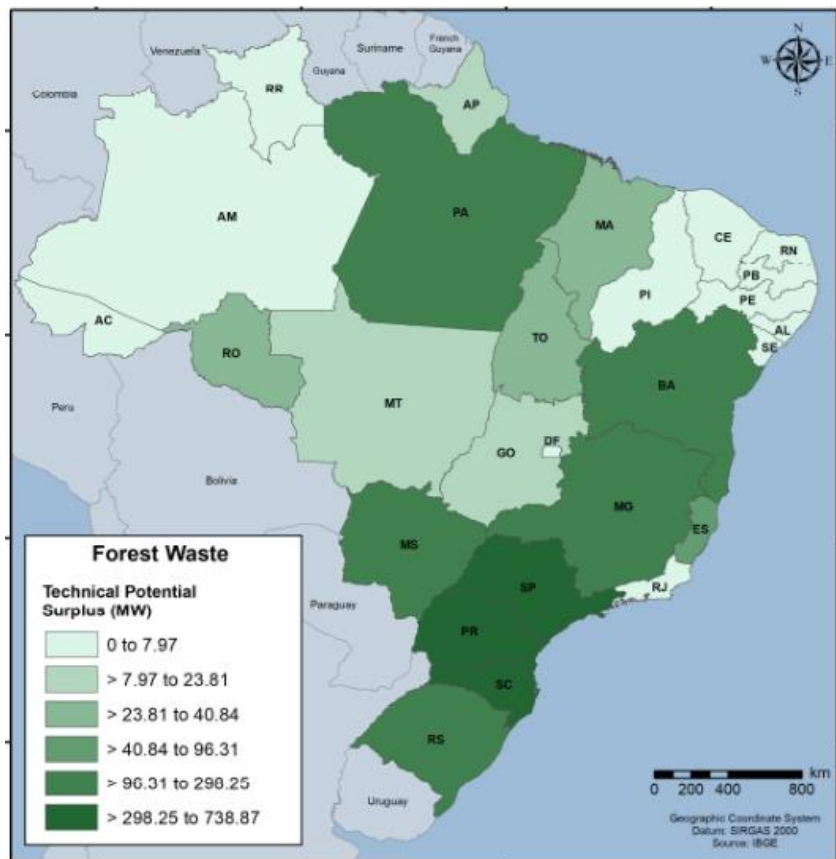 French
Guyana
Suriname
Venezuela
Guyana
Colombia
W E
N
S
RR
AP
AM
PA
MA
CE
RN
PB
PE
PI
AL
SE
AC
RO
TO
BA
MT
Peru
DF
GO
Bolivia
MG
MS
ES
RJ
SP
Paraguay
PR
SC
RS
Uruguay
Forest Waste
Technical Potential
Surplus (MW)
0 to 7.97
> 7.97 to 23.81
> 23.81 to 40.84
> 40.84 to 96.31
> 96.31 to 298.25
> 298.25 to 738.87
km
0 200 400 800
Geographic Coordinate System
Datum: SIRGAS 2000
Source: IBGE